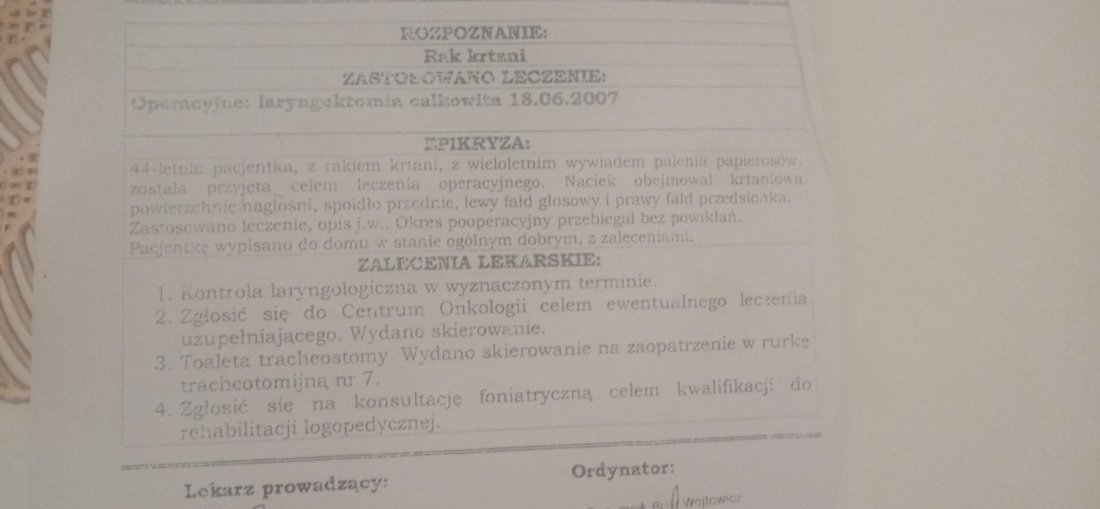 ROZPOZNANIE:
Rak krtani
ZASTOSOWANO LECZENIE:
Operacyjne: laryngektomia całkowita 18.06.2007
EPIKRYZA:
44-letnia pacjentka, z rakiem krtani, z wieloletnim wywiadem palenia papierosów,
została przyjęta celem leczenia operacyjnego. Naciek obejmował krtaniową
powierzchnię nagłośni, spoidło przednie, lewy fałd głosowy i prawy fałd przedsionka.
Zastosowano leczenie, opis j.w.. Okres pooperacyjny przebiegał bez powikłań.
Pacjentkę wypisano do domu w stanie ogólnym dobrym, z zaleceniami.
ZALECENIA LEKARSKIE:
1. Kontrola laryngologiczna w wyznaczonym terminie.
2. Zgłosić się do Centrum Onkologii celem ewentualnego leczenia
uzupełniającego. Wydano skierowanie.
3. Toaleta tracheostomy. Wydano skierowanie na zaopatrzenie w rurkę
tracheotomijną nr 7.
4. Zgłosić się na konsultację foniatryczną celem kwalifikacji do
rehabilitacji logopedycznej.
Lekarz prowadzący:
Ordynator:
Wojtowicz